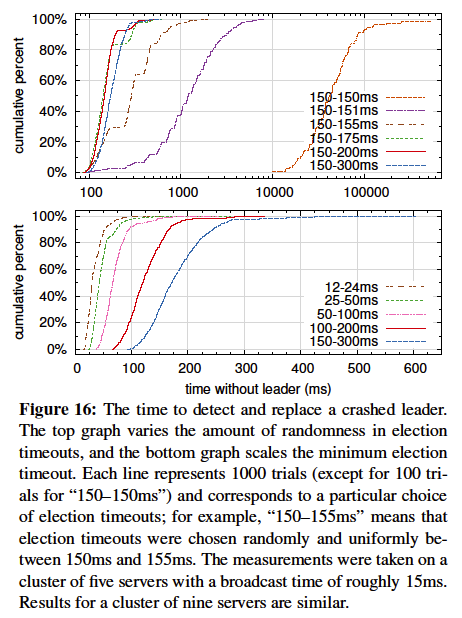 100%
80%
60%
40%
20%
0%
cumulative percent
150-150ms
150-151ms
150-155ms
150-175ms
150-200ms
150-300ms
100 1000 10000 100000
100%
80%
60%
40%
20%
0%
cumulative percent
12-24ms
25-50ms
50-100ms
100-200ms
150-300ms
0 100 200 300 400 500 600
time without leader (ms)
Figure 16: The time to detect and replace a crashed leader.
The top graph varies the amount of randomness in election
timeouts, and the bottom graph scales the minimum election
timeout. Each line represents 1000 trials (except for 100 tri-
als for “150–150ms”) and corresponds to a particular choice
of election timeouts; for example, “150–155ms” means that
election timeouts were chosen randomly and uniformly be-
tween 150ms and 155ms. The measurements were taken on a
cluster of five servers with a broadcast time of roughly 15ms.
Results for a cluster of nine servers are similar.